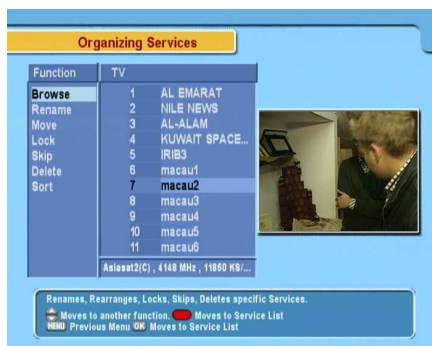 Organizing Services
Function
TV
Browse
Rename
Move
Lock
Skip
Delete
Sort
1 AL EMARAT
2 NILE NEWS
3 AL-ALAM
4 KUWAIT SPACE...
5 IRIB3
6 macau1
7 macau2
8 macau3
9 macau4
10 macau5
11 macau6
Asiasat2(C) , 4148 MHz , 11850 KS/...
Renames, Rearranges, Locks, Skips, Deletes specific Services.
Moves to another function. Moves to Service List
MENU Previous Menu OK Moves to Service List